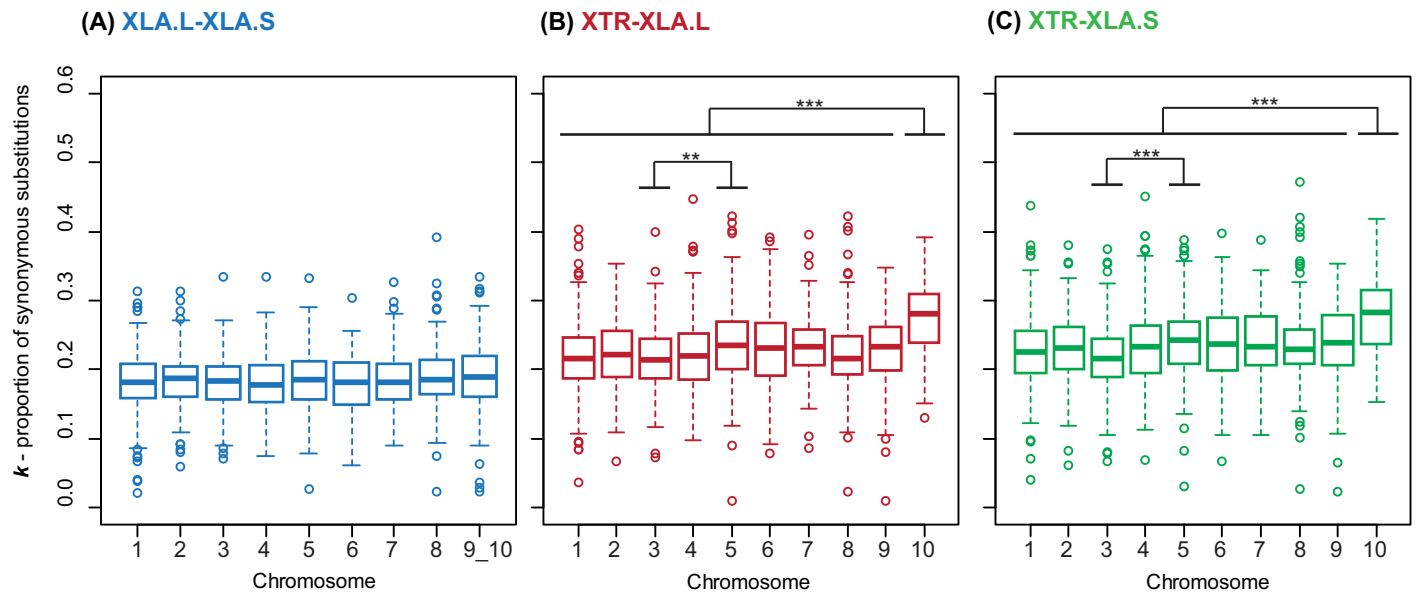 (A) XLA.L-XLA.S
(B) XTR-XLA.L
(C) XTR-XLA.S
k - proportion of synonymous substitutions
0.6
0.5
0.4
0.3
0.2
0.1
0.0
***
**
***
***
1 2 3 4 5 6 7 8 9_10
1 2 3 4 5 6 7 8 9 10
1 2 3 4 5 6 7 8 9 10
Chromosome
Chromosome
Chromosome